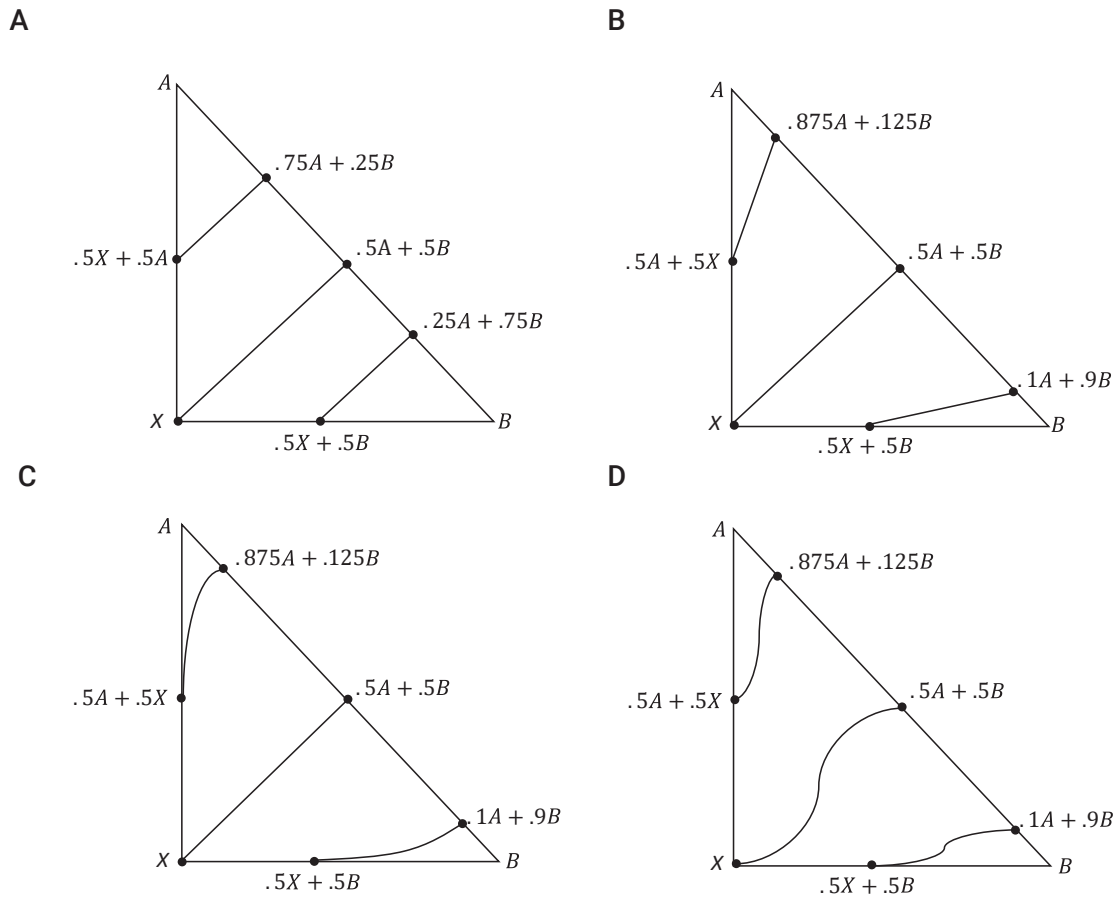 A
A
.75A + .25B
.5X + .5A
.5A + .5B
.25A + .75B
X
B
.5X + .5B
B
A
.875A + .125B
.5A + .5X
.5A + .5B
.1A + .9B
X
B
.5X + .5B
C
A
.875A + .125B
.5A + .5X
.5A + .5B
.1A + .9B
X
B
.5X + .5B
D
A
.875A + .125B
.5A + .5X
.5A + .5B
.1A + .9B
X
B
.5X + .5B